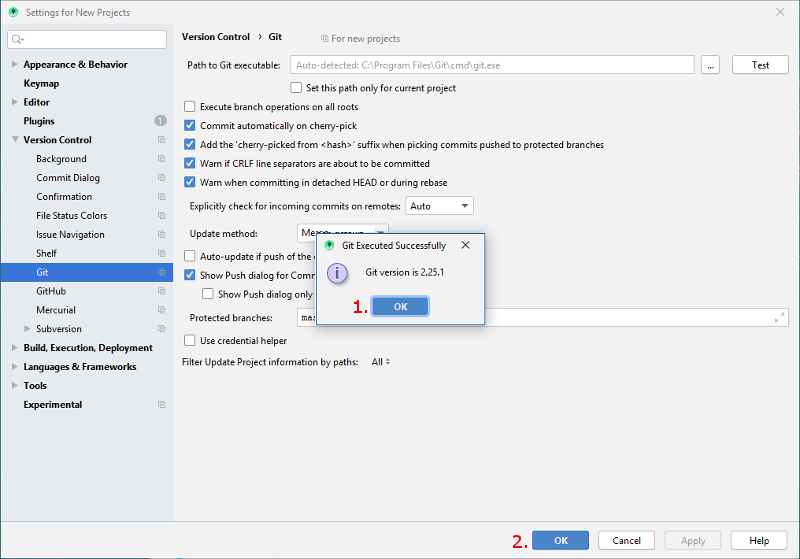 Settings for New Projects
Version Control › Git For new projects
Path to Git executable: Auto-detected: C:\Program Files\Git\cmd\git.exe ... Test
Set this path only for current project
Execute branch operations on all roots
Commit automatically on cherry-pick
Add the 'cherry-picked from <hash>' suffix when picking commits pushed to protected branches
Warn if CRLF line separators are about to be committed
Warn when committing in detached HEAD or during rebase
Explicitly check for incoming commits on remotes: Auto
Update method:
Auto-update if push of the
Show Push dialog for Comm
Show Push dialog only
Protected branches: mas
Use credential helper
Filter Update Project information by paths: All
Appearance & Behavior
Keymap
Editor
Plugins 1
Version Control
Background
Commit Dialog
Confirmation
File Status Colors
Issue Navigation
Shelf
Git
GitHub
Mercurial
Subversion
Build, Execution, Deployment
Languages & Frameworks
Tools
Experimental
Git Executed Successfully
Git version is 2.25.1
1. OK
2. OK Cancel Apply Help